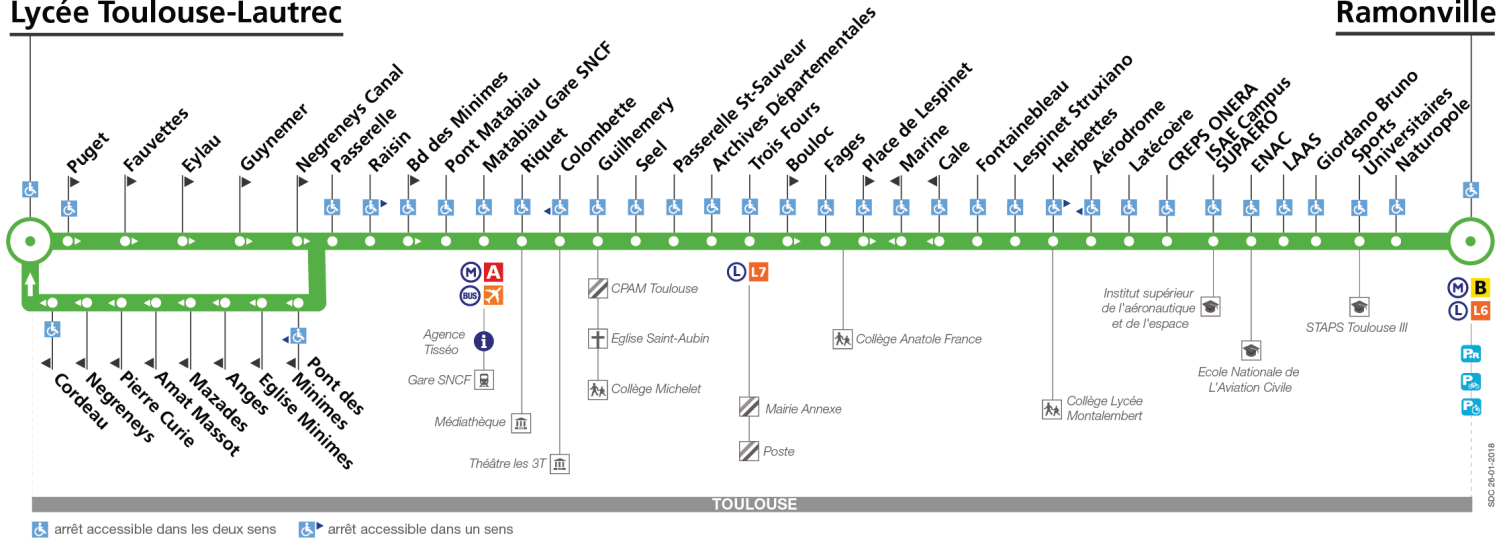 Lycée Toulouse-Lautrec
Ramonville
Puget
Fauvettes
Eylau
Guynemer
Negreneys Canal
Passerelle
Raisin
Bd des Minimes
Pont Matabiau
Matabiau Gare SNCF
Riquet
Colombette
Guilhemery
Seel
Passerelle St-Sauveur
Archives Départementales
Trois Fours
Bouloc
Fages
Place de Lespinet
Marine
Cale
Fontainebleau
Lespinet Struxiano
Herbettes
Aérodrome
Latécoère
CREPS ONERA
ISAE Campus
SUPAERO
ENAC
LAAS
Giordano Bruno
Sports
Universitaires
Naturopole
Cordeau
Negreneys
Pierre Curie
Amat Massot
Mazades
Anges
Eglise Minimes
Pont des
Minimes
M A
BUS
Agence
Tisséo
i
Gare SNCF
Médiathèque
Théâtre les 3T
CPAM Toulouse
Eglise Saint-Aubin
Collège Michelet
L L7
Mairie Annexe
Poste
Collège Anatole France
Collège Lycée
Montalembert
Institut supérieur
de l'aéronautique
et de l'espace
Ecole Nationale de
L'Aviation Civile
STAPS Toulouse III
M B
L L6
P+R
P
P
SDC 26-01-2018
TOULOUSE
arrêt accessible dans les deux sens
arrêt accessible dans un sens